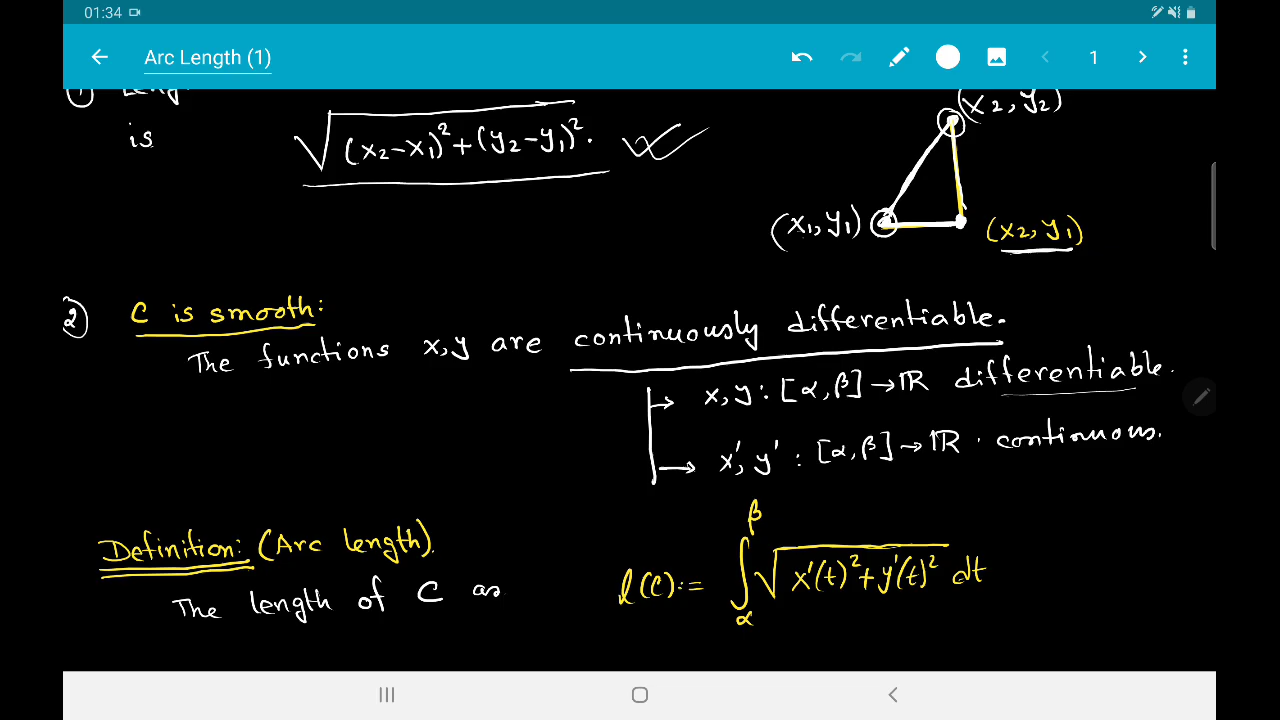 01:34
Arc Length (1)
1
(x2, y2)
① Leng
is √(x2-x1)²+(y2-y1)².
(x1, y1)
(x2, y1)
② C is smooth:
The functions x,y are continuously differentiable.
→ x, y : [α, β] → ℝ differentiable.
→ x', y' : [α, β] → ℝ · continuous.
Definition: (Arc length).
The length of C as l(C) := ∫_α^β √x'(t)²+y'(t)² dt